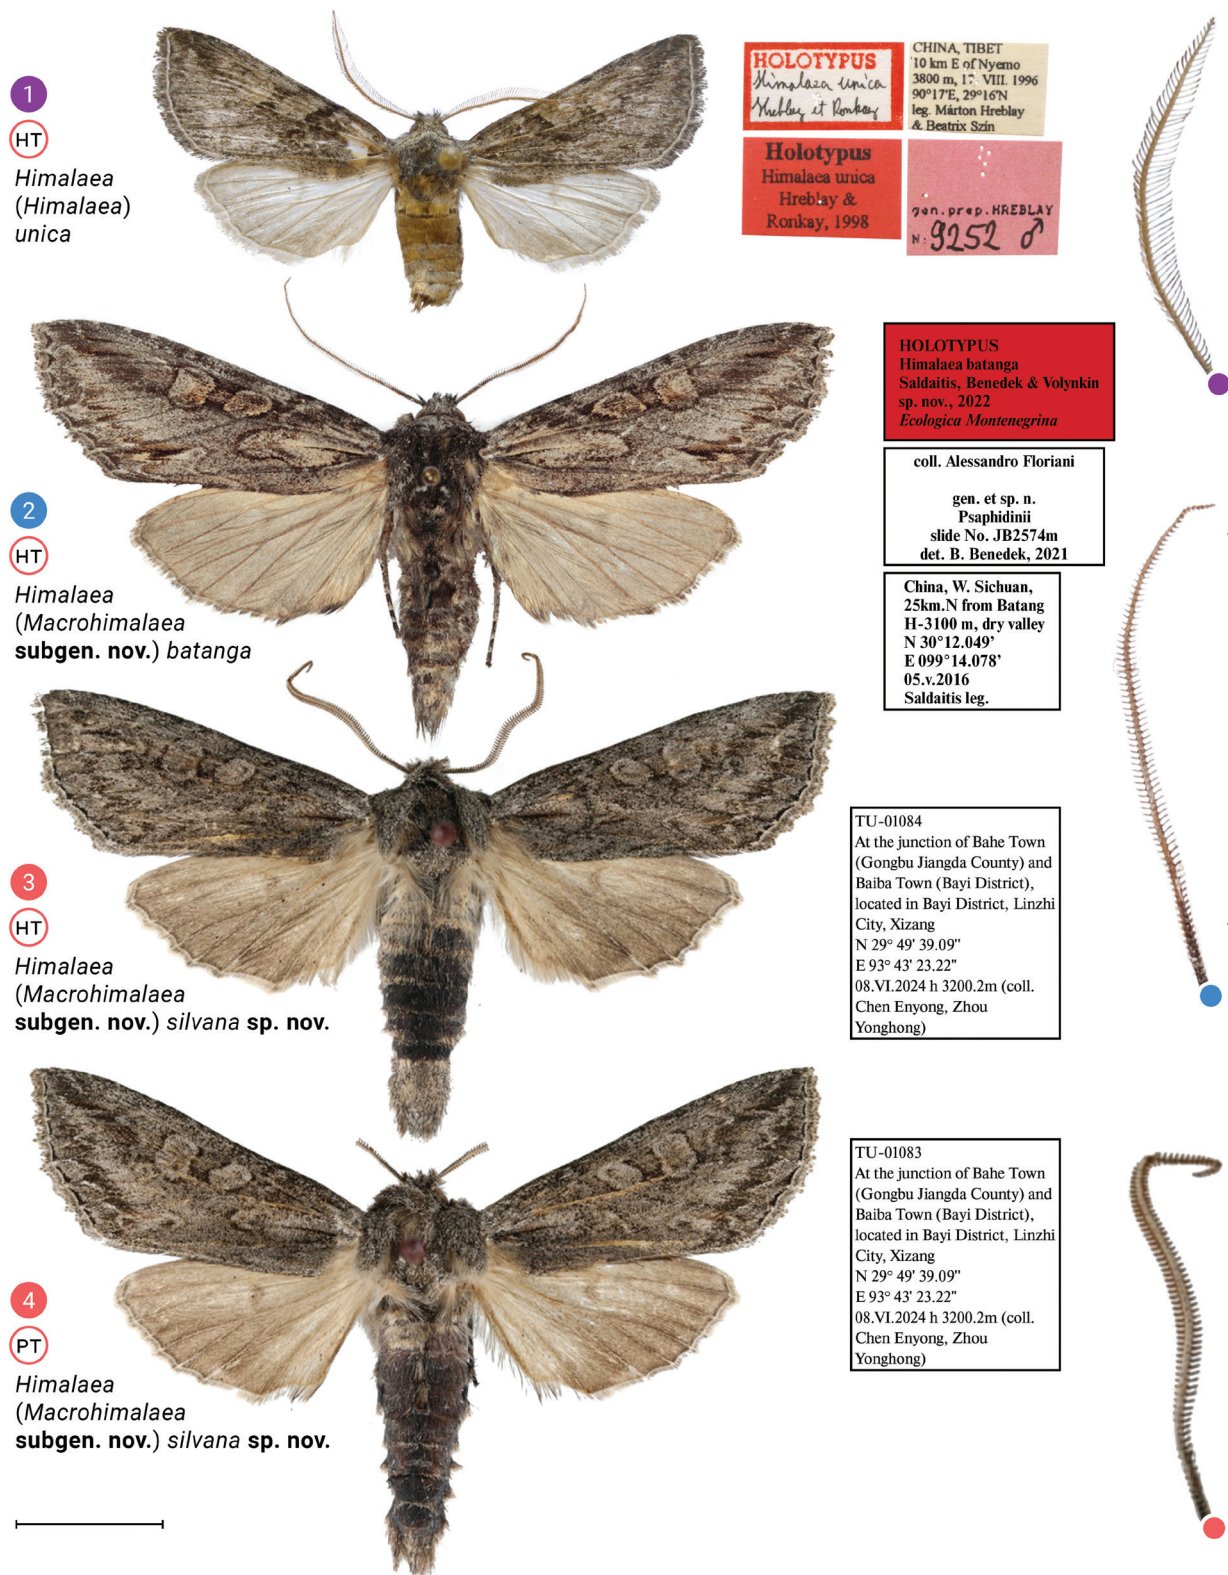 1
HT
Himalaea
(Himalaea)
unica
HOLOTYPUS
Himalaea unica
Hreblay et Ronkay
CHINA, TIBET
10 km E of Nyemo
3800 m, 17. VIII. 1996
90°17'E, 29°16'N
leg. Márton Hreblay
& Beatrix Szín
Holotypus
Himalaea unica
Hreblay &
Ronkay, 1998
gen.prep.HREBLAY
N: 9252 ♂
2
HT
Himalaea
(Macrohimalaea
subgen. nov.) batanga
HOLOTYPUS
Himalaea batanga
Saldaitis, Benedek & Volynkin
sp. nov., 2022
Ecologica Montenegrina
coll. Alessandro Floriani
gen. et sp. n.
Psaphidinii
slide No. JB2574m
det. B. Benedek, 2021
China, W. Sichuan,
25km.N from Batang
H-3100 m, dry valley
N 30°12.049’
E 099°14.078’
05.v.2016
Saldaitis leg.
3
HT
Himalaea
(Macrohimalaea
subgen. nov.) silvana sp. nov.
TU-01084
At the junction of Bahe Town
(Gongbu Jiangda County) and
Baiba Town (Bayi District),
located in Bayi District, Linzhi
City, Xizang
N 29° 49' 39.09"
E 93° 43' 23.22"
08.VI.2024 h 3200.2m (coll.
Chen Enyong, Zhou
Yonghong)
4
PT
Himalaea
(Macrohimalaea
subgen. nov.) silvana sp. nov.
TU-01083
At the junction of Bahe Town
(Gongbu Jiangda County) and
Baiba Town (Bayi District),
located in Bayi District, Linzhi
City, Xizang
N 29° 49' 39.09"
E 93° 43' 23.22"
08.VI.2024 h 3200.2m (coll.
Chen Enyong, Zhou
Yonghong)